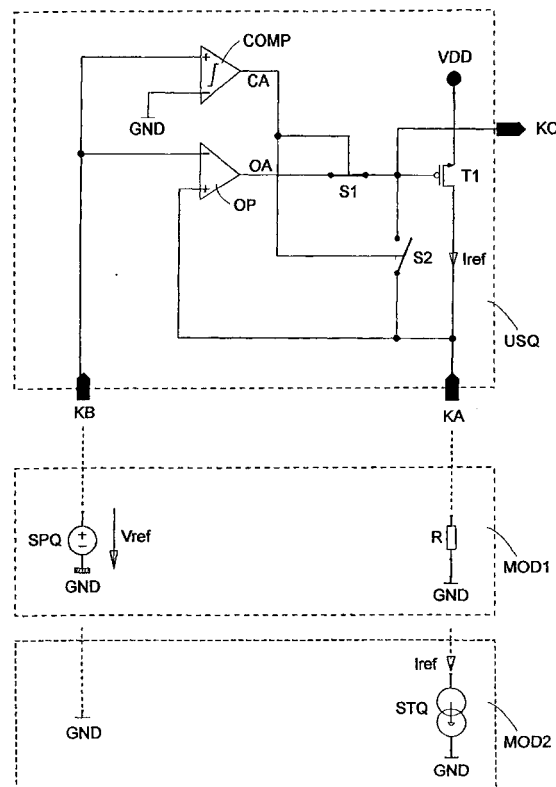 COMP
VDD
CA
GND
KC
OA
S1
T1
OP
S2
Iref
USQ
KB
KA
SPQ
Vref
R
GND
GND
MOD1
Iref
STQ
GND
GND
MOD2